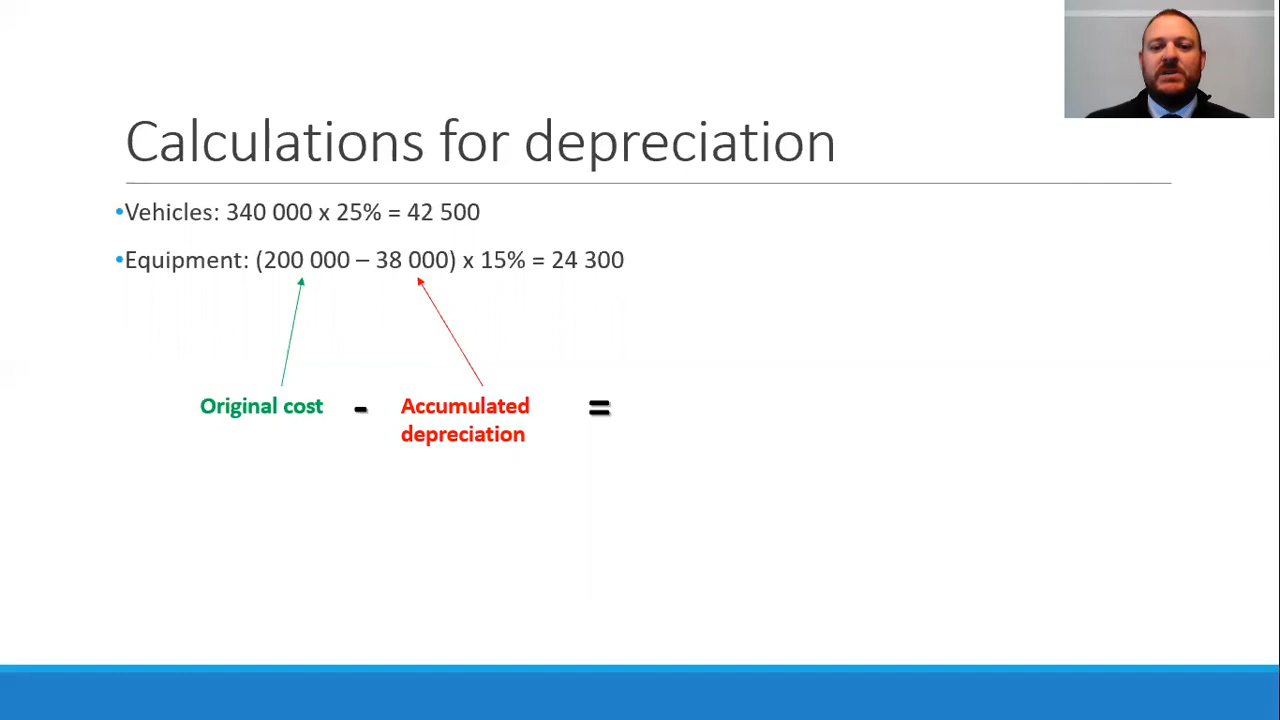 Calculations for depreciation
•Vehicles: 340 000 x 25% = 42 500
•Equipment: (200 000 – 38 000) x 15% = 24 300
Original cost - Accumulated =
depreciation